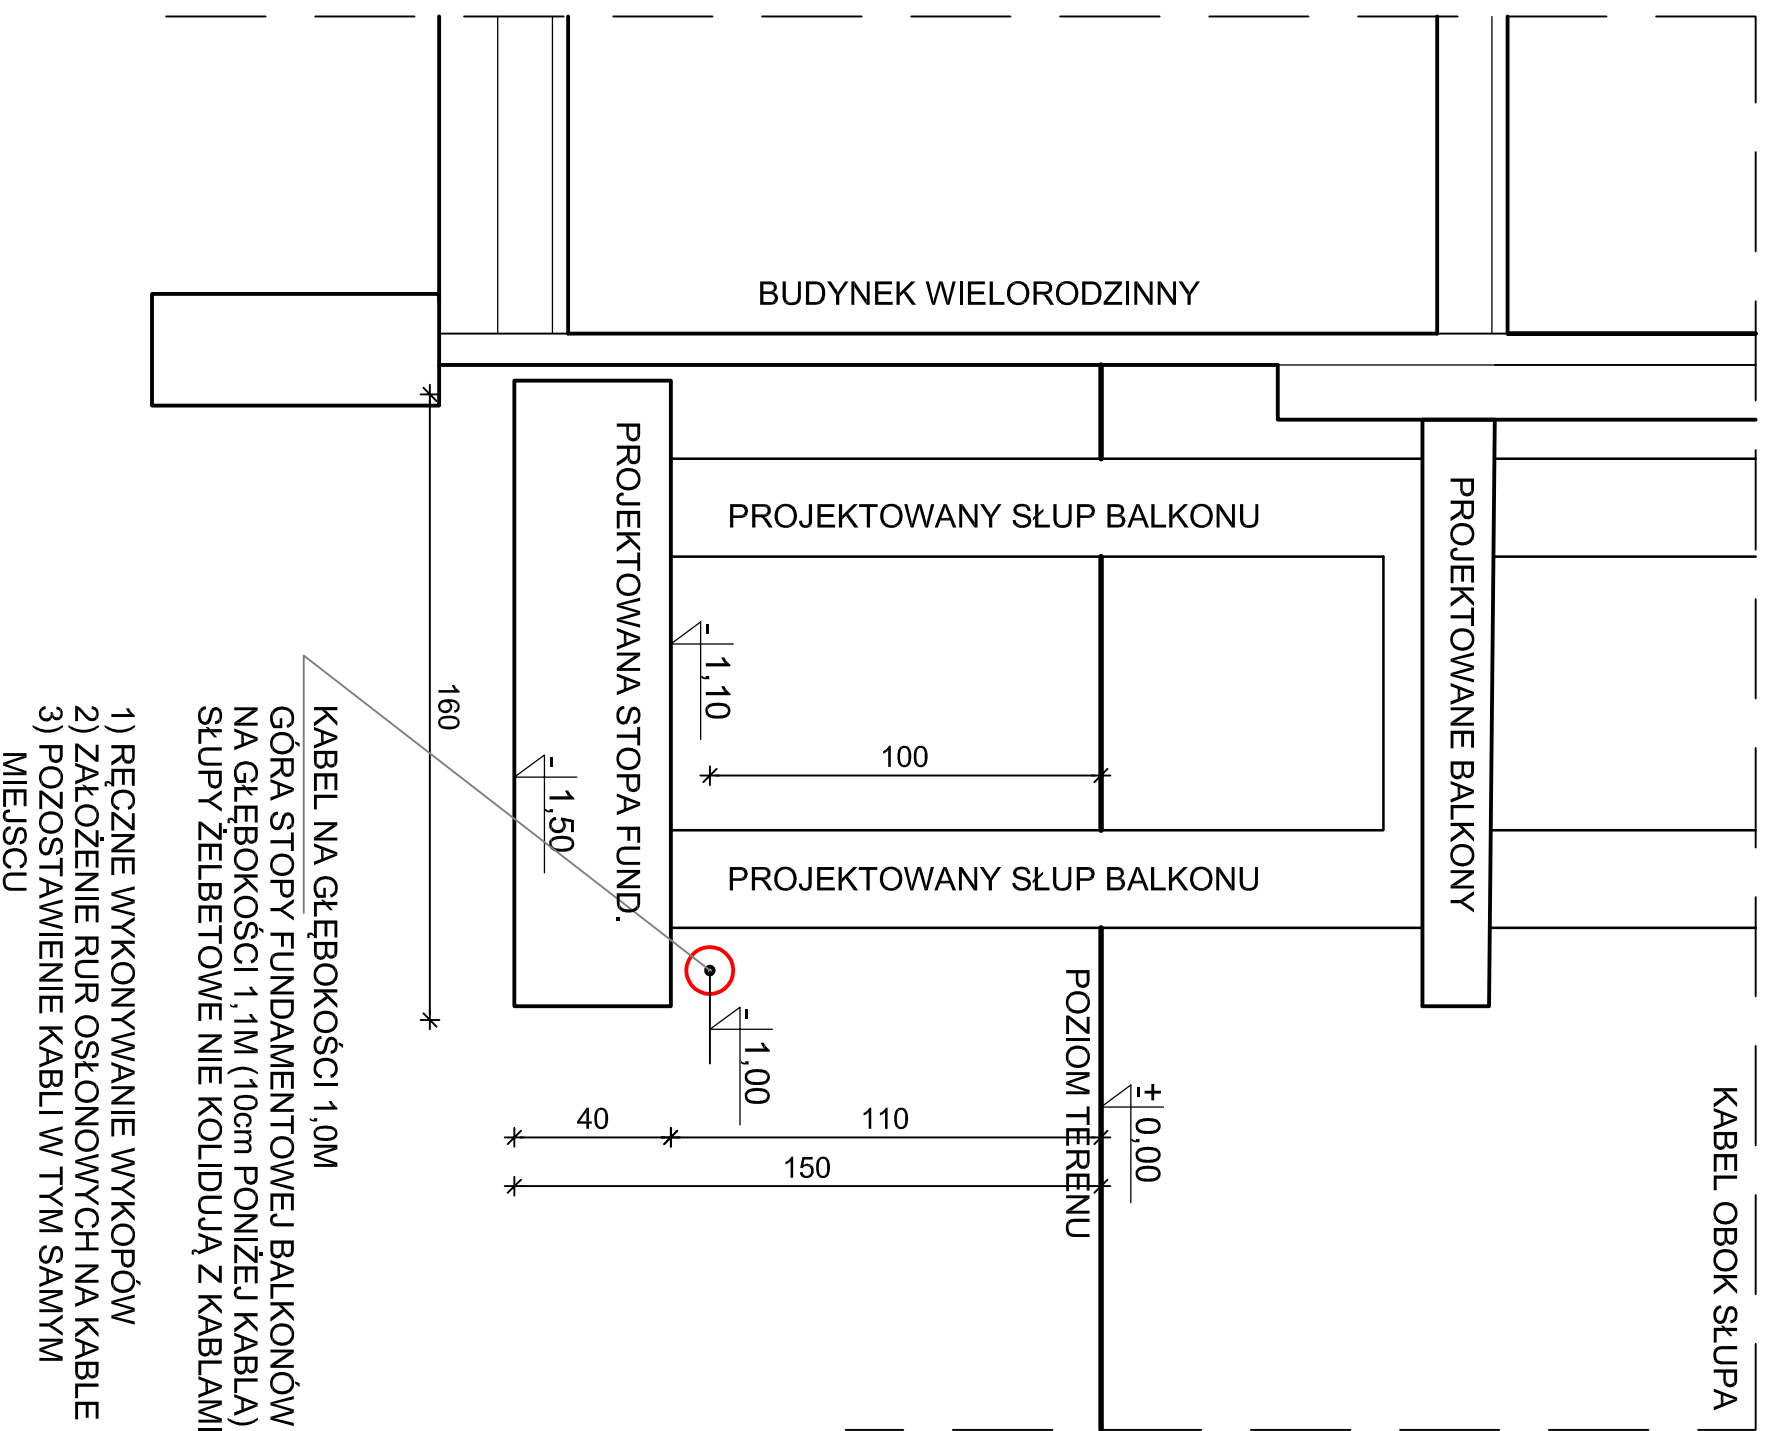 KABEL OBOK SŁUPA
BUDYNEK WIELORODZINNY
PROJEKTOWANE BALKONY
PROJEKTOWANY SŁUP BALKONU
PROJEKTOWANY SŁUP BALKONU
± 0,00
POZIOM TERENU
100
110
150
40
- 1,00
- 1,10
PROJEKTOWANA STOPA FUND.
- 1,50
160
KABEL NA GŁĘBOKOŚCI 1,0M
GÓRA STOPY FUNDAMENTOWEJ BALKONÓW
NA GŁĘBOKOŚCI 1,1M (10cm PONIŻEJ KABLA)
SŁUPY ŻELBETOWE NIE KOLIDUJĄ Z KABLAMI
1) RĘCZNE WYKONYWANIE WYKOPÓW
2) ZAŁOŻENIE RUR OSŁONOWYCH NA KABLE
3) POZOSTAWIENIE KABLI W TYM SAMYM
MIEJSCU